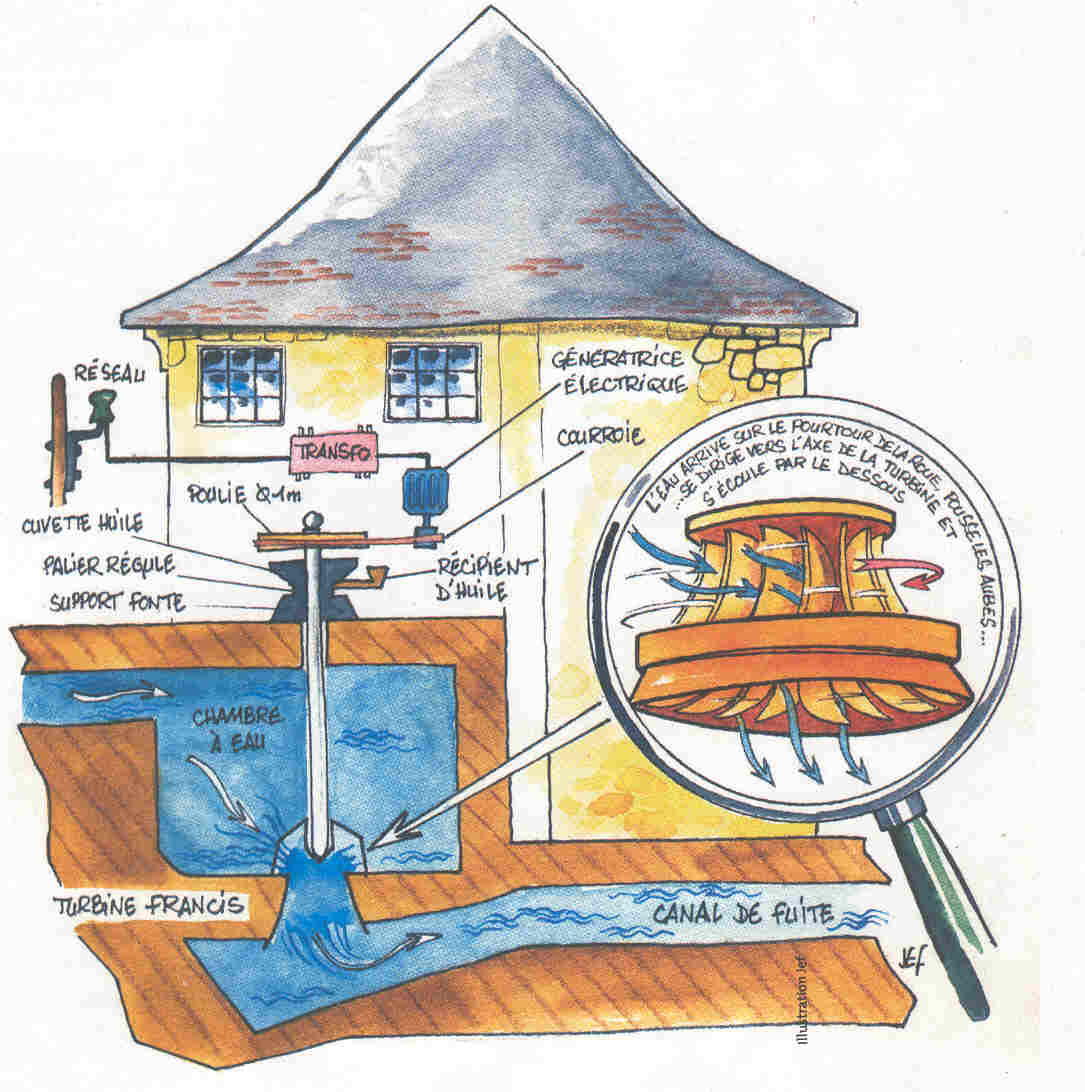 RÉSEAU
GÉNÉRATRICE
ÉLECTRIQUE
COURROIE
TRANSFO
POULIE Q 1m
CUVETTE HUILE
PALIER RÉGULE
SUPPORT FONTE
RÉCIPIENT
D'HUILE
L'EAU ARRIVE SUR LE POURTOUR DE LA ROUE, POUSSE LES AUBES...
...SE DIRIGE VERS L'AXE DE LA TURBINE ET
S'ÉCOULE PAR LE DESSOUS
CHAMBRE
À EAU
TURBINE FRANCIS
CANAL DE FUITE
JEF
Illustration Jef